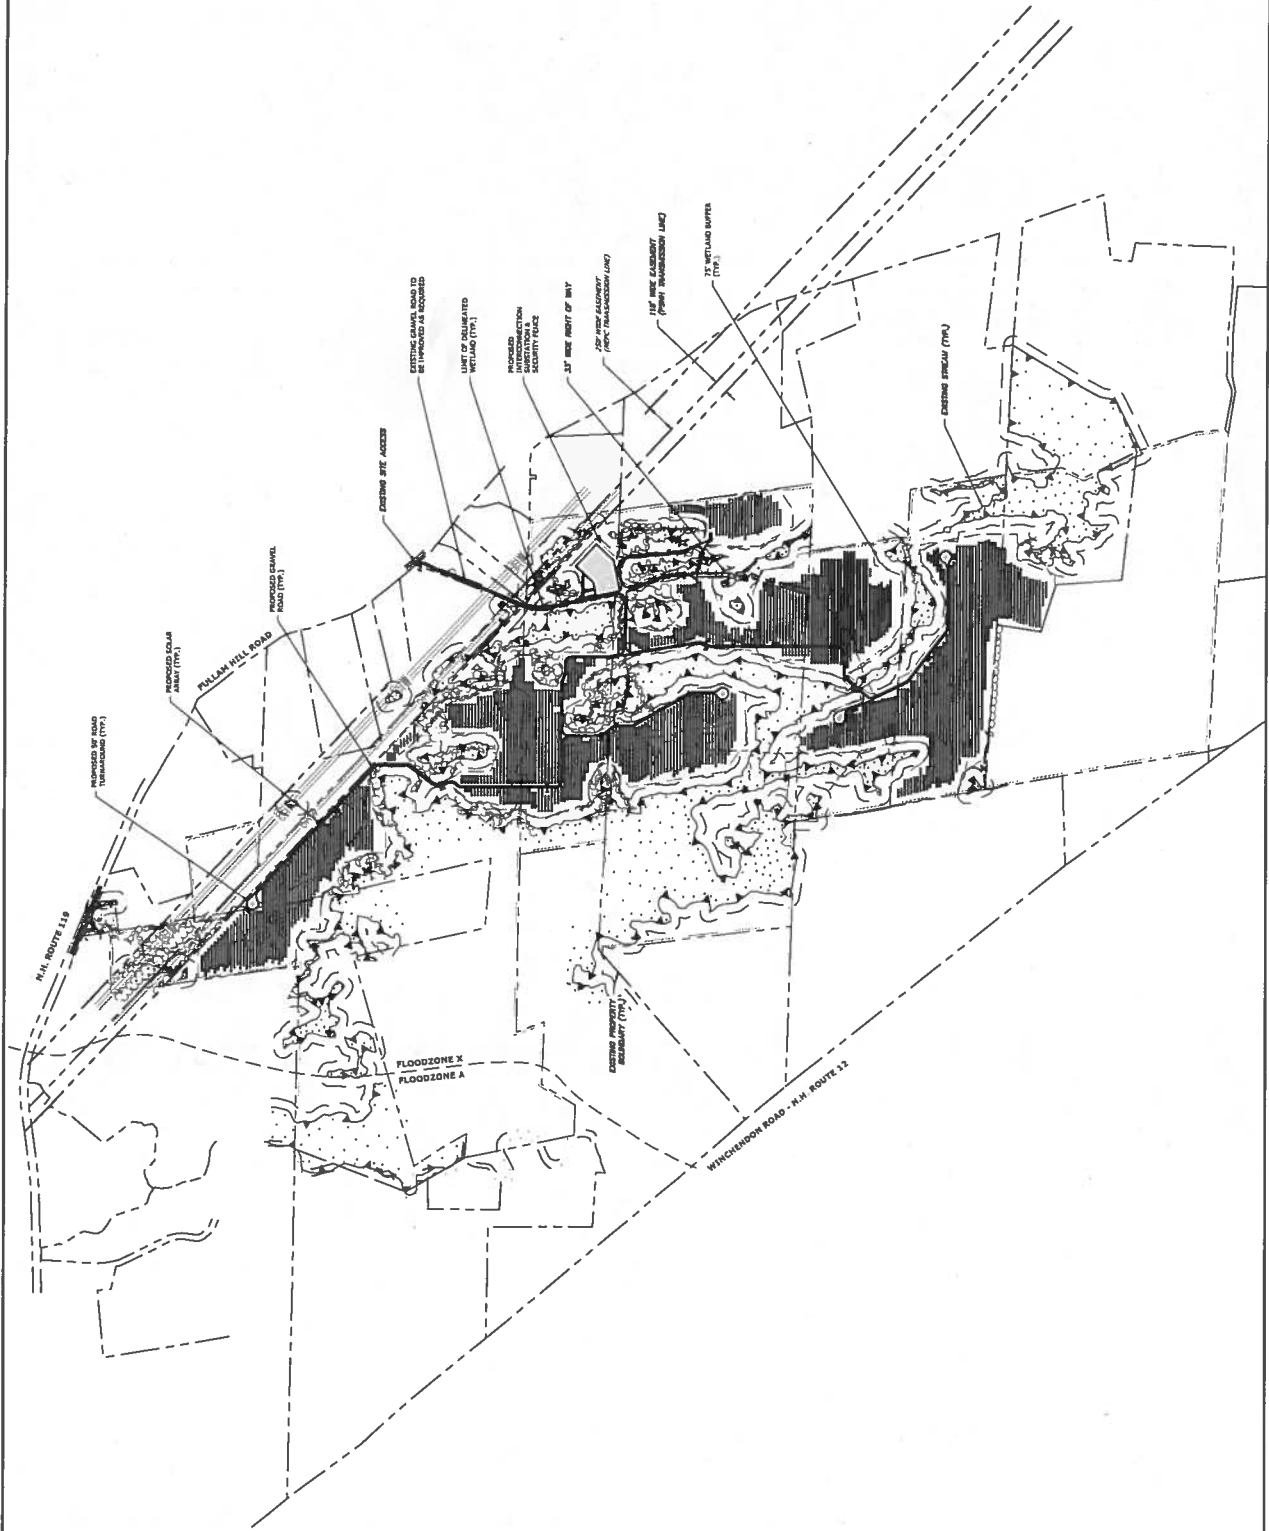 N.H. ROUTE 119
PROPOSED 50' ROAD
TURNAROUND (TYP.)
PROPOSED SOLAR
ARRAY (TYP.)
FULLAM HILL ROAD
PROPOSED GRAVEL
ROAD (TYP.)
EXISTING SITE ACCESS
EXISTING GRAVEL ROAD TO
BE IMPROVED AS REQUIRED
LIMIT OF DELINEATED
WETLAND (TYP.)
PROPOSED
INTERCONNECTION
SUBSTATION &
SECURITY FENCE
33' WIDE RIGHT OF WAY
250' WIDE EASEMENT
(NEPC TRANSMISSION LINE)
118' WIDE EASEMENT
(PSNH TRANSMISSION LINE)
75' WETLAND BUFFER
(TYP.)
EXISTING STREAM (TYP.)
FLOODZONE X
FLOODZONE A
EXISTING PROPERTY
BOUNDARY (TYP.)
WINCHENDON ROAD - N.H. ROUTE 12